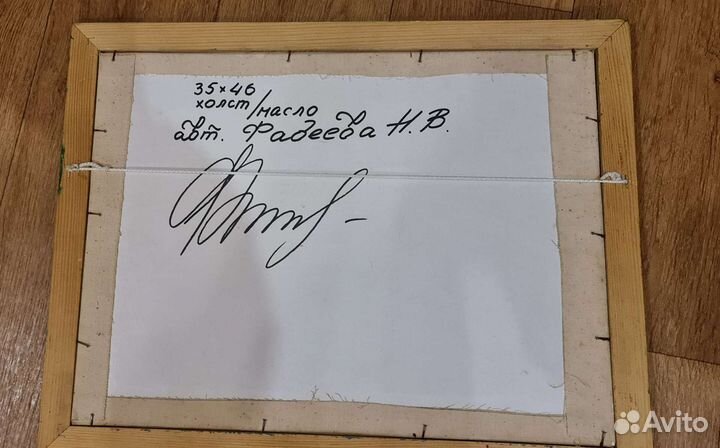 35×46
холст/масло
авт. Фадеева Н.В.
Avito